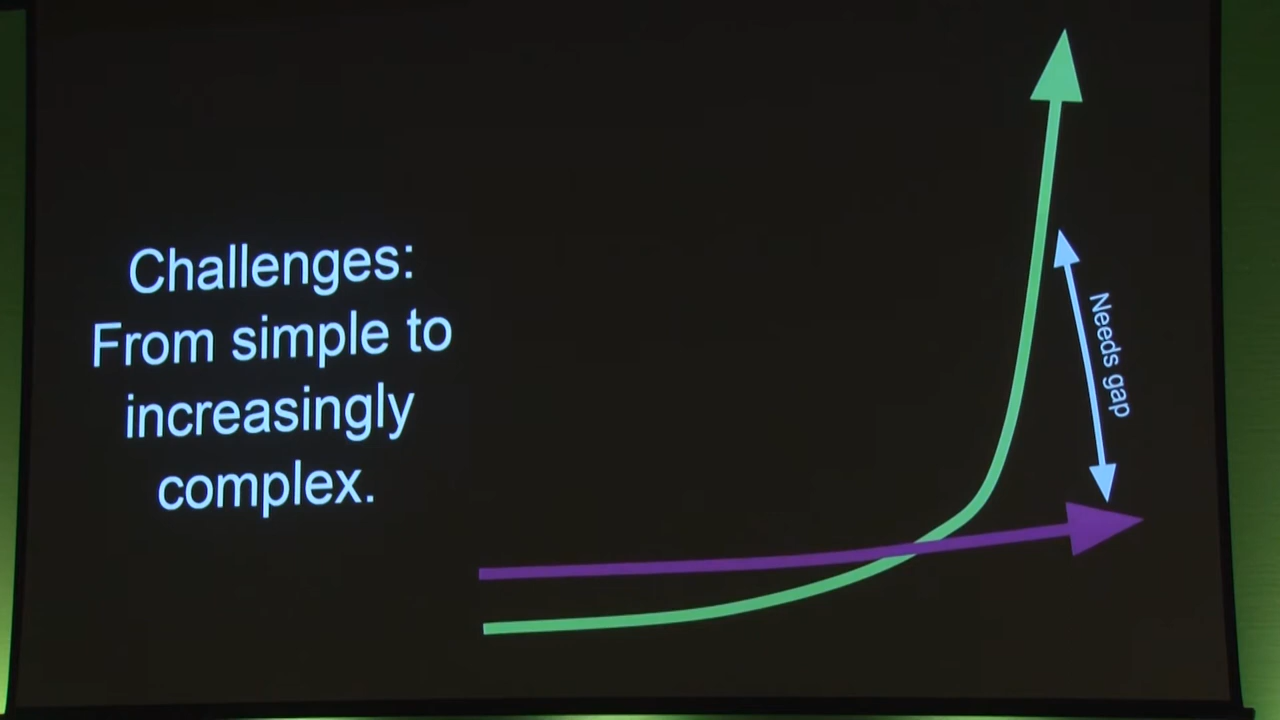 Challenges:
From simple to
increasingly
complex.
Needs gap